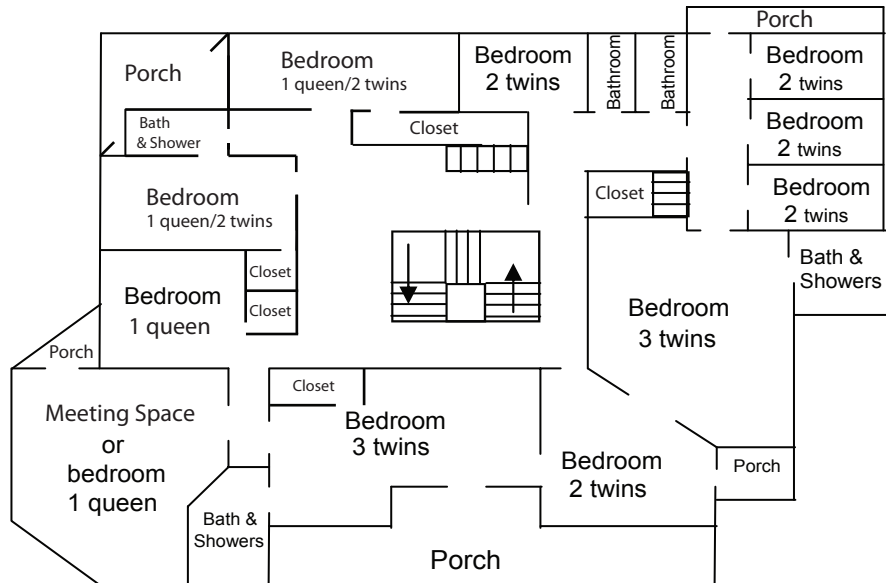 Porch
Porch
Bedroom
1 queen/2 twins
Bedroom
2 twins
Bathroom
Bathroom
Bedroom
2 twins
Bath
& Shower
Closet
Bedroom
2 twins
Bedroom
1 queen/2 twins
Closet
Bedroom
2 twins
Bath &
Showers
Closet
Closet
Bedroom
1 queen
Bedroom
3 twins
Porch
Closet
Meeting Space
or
bedroom
1 queen
Bedroom
3 twins
Bedroom
2 twins
Porch
Bath &
Showers
Porch